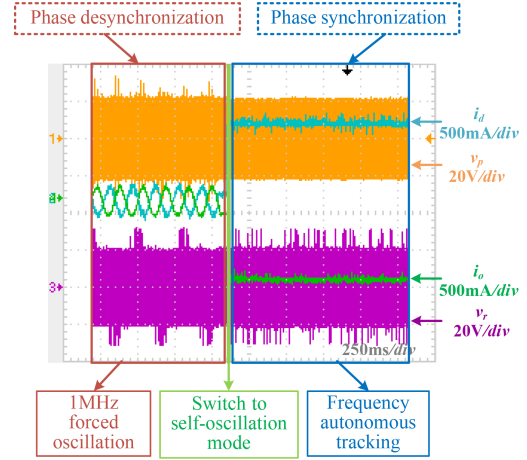 Phase desynchronization
Phase synchronization
1
3
i_d
500mA/div
v_p
20V/div
i_o
500mA/div
v_r
20V/div
250ms/div
1MHz
forced
oscillation
Switch to
self-oscillation
mode
Frequency
autonomous
tracking